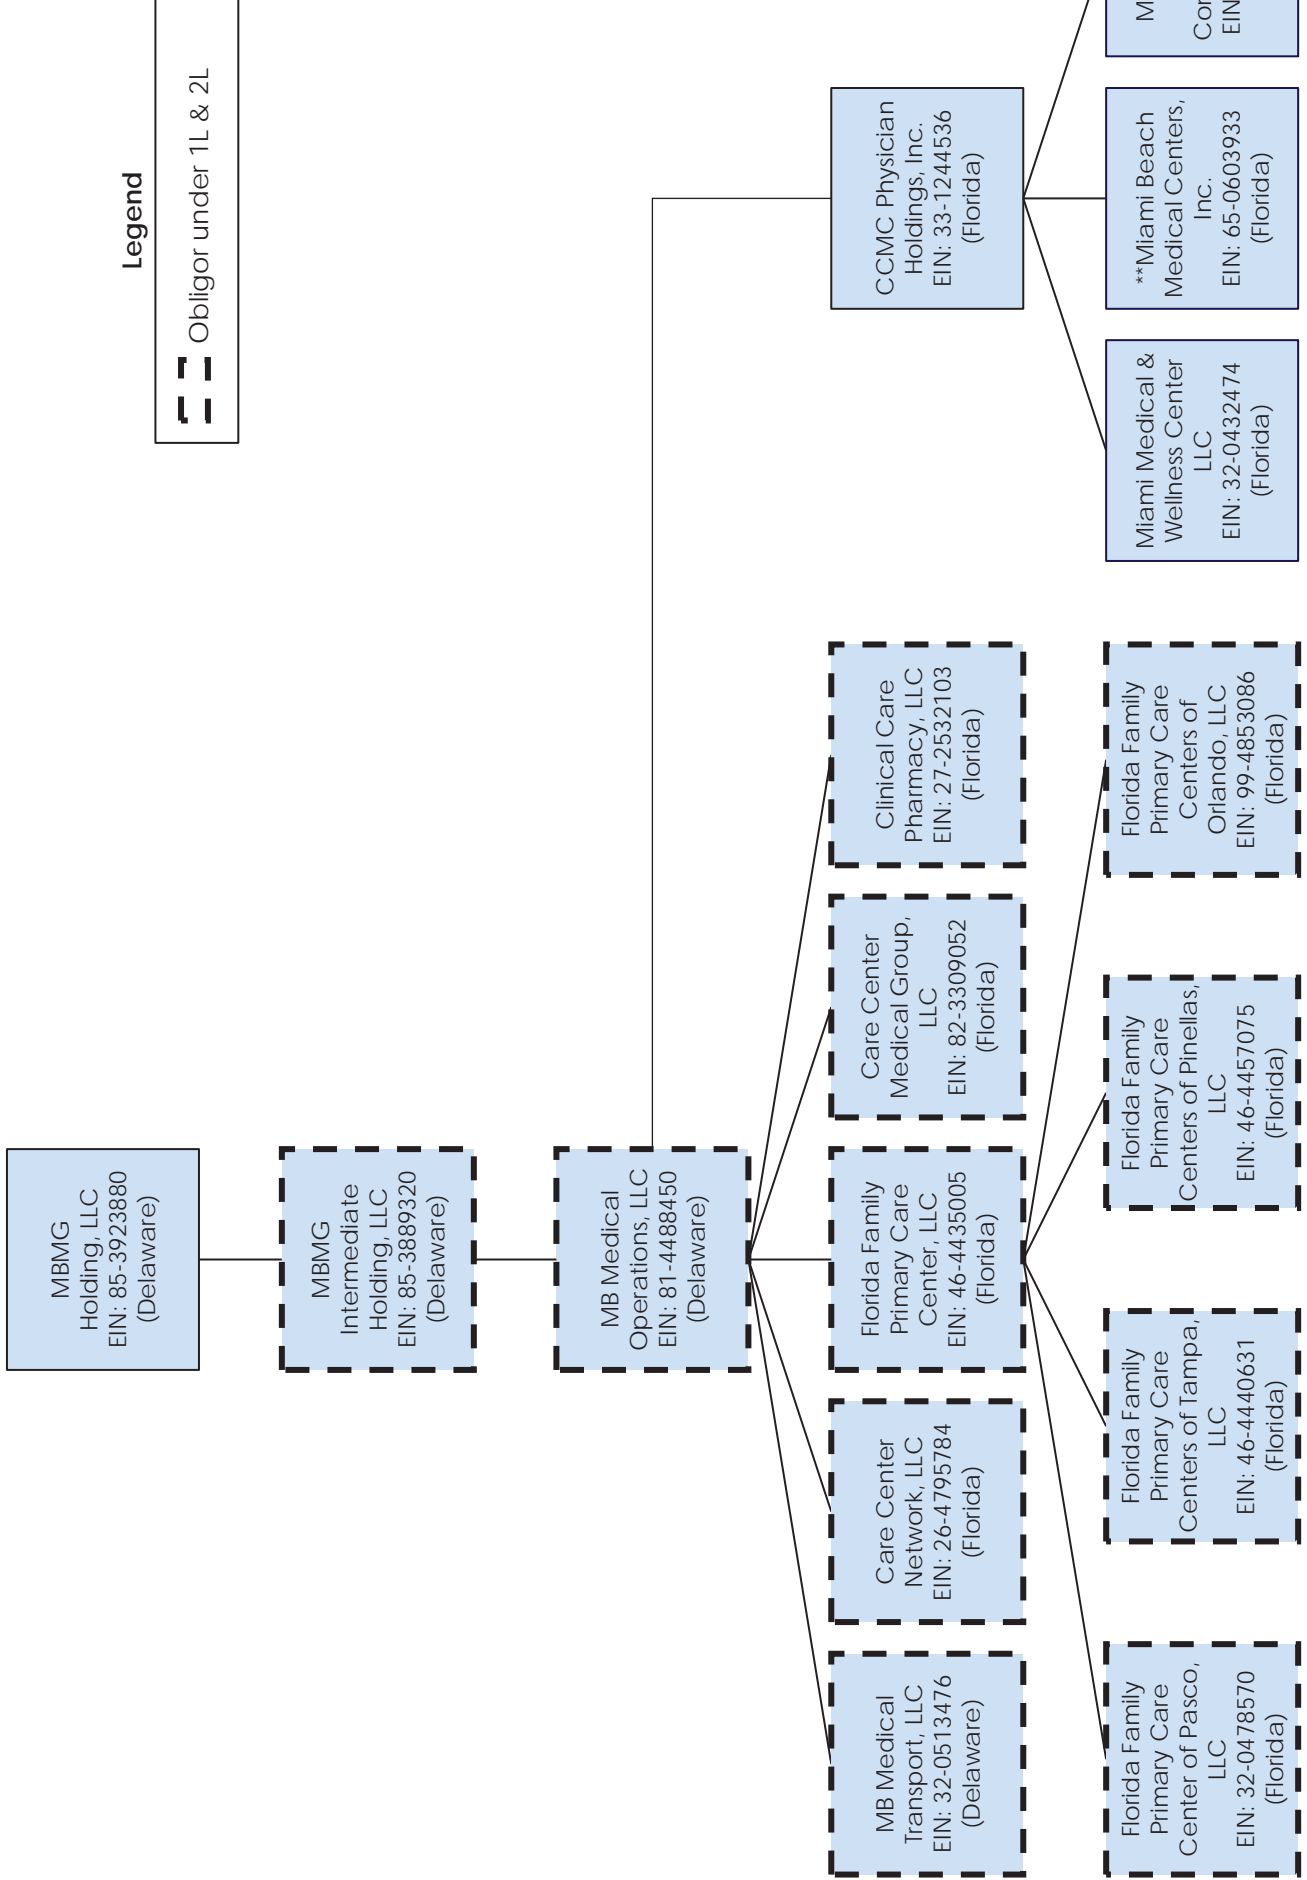 Legend
Obligor under 1L & 2L
MBMG
Holding, LLC
EIN: 85-3923880
(Delaware)
MBMG
Intermediate
Holding, LLC
EIN: 85-3889320
(Delaware)
MB Medical
Operations, LLC
EIN: 81-4488450
(Delaware)
MB Medical
Transport, LLC
EIN: 32-0513476
(Delaware)
Care Center
Network, LLC
EIN: 26-4795784
(Florida)
Florida Family
Primary Care
Center, LLC
EIN: 46-4435005
(Florida)
Care Center
Medical Group,
LLC
EIN: 82-3309052
(Florida)
Clinical Care
Pharmacy, LLC
EIN: 27-2532103
(Florida)
CCMC Physician
Holdings, Inc.
EIN: 33-1244536
(Florida)
Florida Family
Primary Care
Center of Pasco,
LLC
EIN: 32-0478570
(Florida)
Florida Family
Primary Care
Centers of Tampa,
LLC
EIN: 46-4440631
(Florida)
Florida Family
Primary Care
Centers of Pinellas,
LLC
EIN: 46-4457075
(Florida)
Florida Family
Primary Care
Centers of
Orlando, LLC
EIN: 99-4853086
(Florida)
Miami Medical &
Wellness Center
LLC
EIN: 32-0432474
(Florida)
**Miami Beach
Medical Centers,
Inc.
EIN: 65-0603933
(Florida)
M
Con
EIN